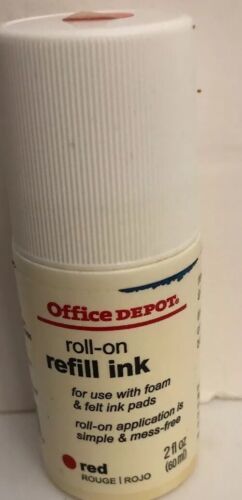 Office DEPOT.
roll-on
refill ink
for use with foam
& felt ink pads
roll-on application is
simple & mess-free
2 fl oz
(60 ml)
red
ROUGE | ROJO